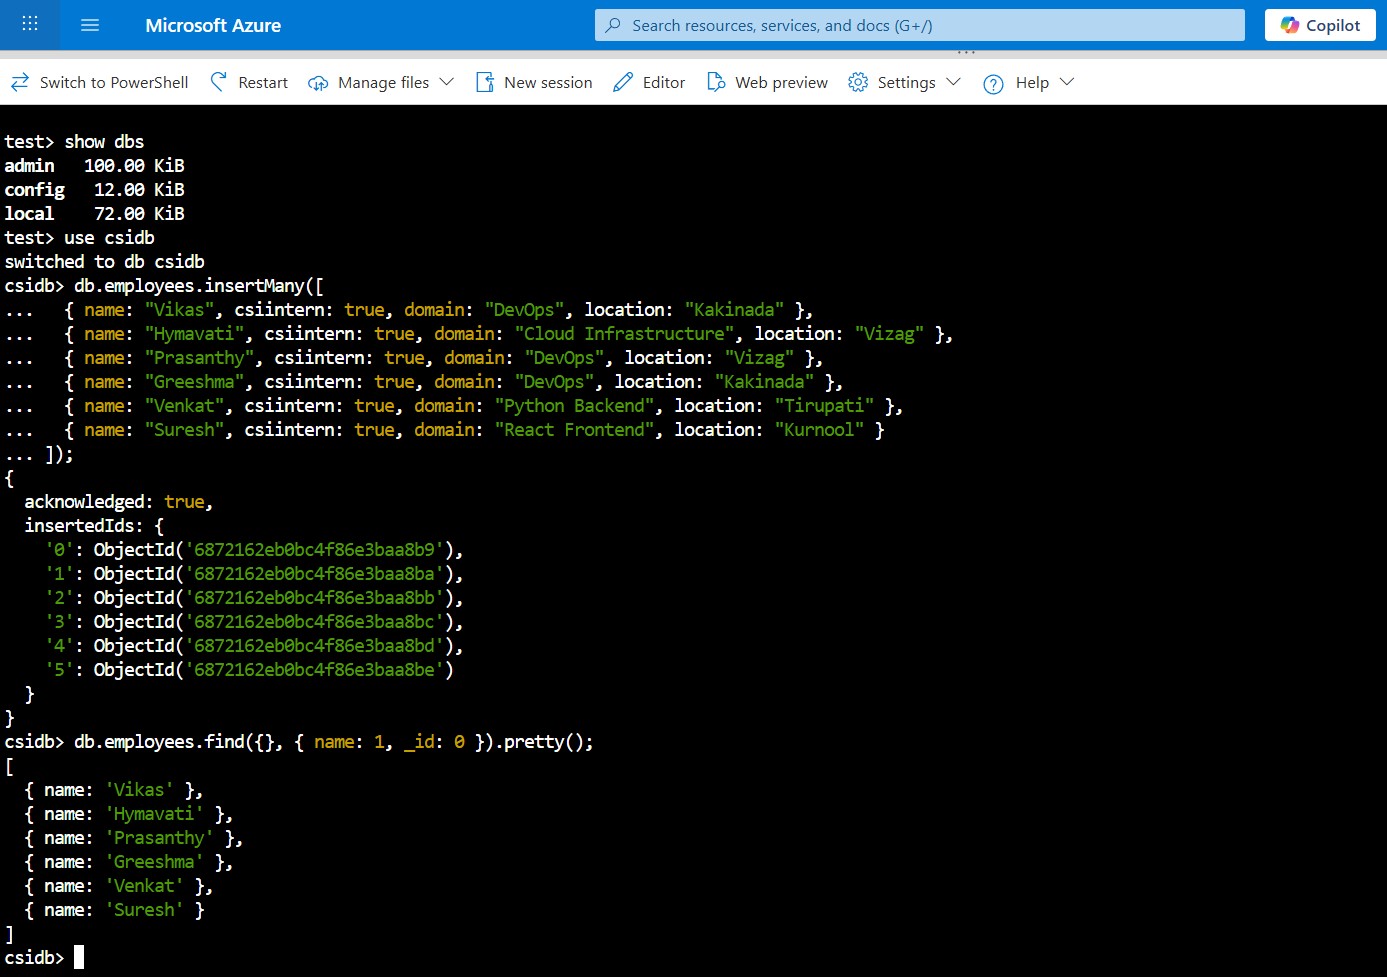 Microsoft Azure
Search resources, services, and docs (G+/)
Copilot
...
Switch to PowerShell Restart Manage files New session Editor Web preview Settings Help
test> show dbs
admin   100.00 KiB
config   12.00 KiB
local    72.00 KiB
test> use csidb
switched to db csidb
csidb> db.employees.insertMany([
...   { name: "Vikas", csiintern: true, domain: "DevOps", location: "Kakinada" },
...   { name: "Hymavati", csiintern: true, domain: "Cloud Infrastructure", location: "Vizag" },
...   { name: "Prasanthy", csiintern: true, domain: "DevOps", location: "Vizag" },
...   { name: "Greeshma", csiintern: true, domain: "DevOps", location: "Kakinada" },
...   { name: "Venkat", csiintern: true, domain: "Python Backend", location: "Tirupati" },
...   { name: "Suresh", csiintern: true, domain: "React Frontend", location: "Kurnool" }
... ]);
{
  acknowledged: true,
  insertedIds: {
    '0': ObjectId('6872162eb0bc4f86e3baa8b9'),
    '1': ObjectId('6872162eb0bc4f86e3baa8ba'),
    '2': ObjectId('6872162eb0bc4f86e3baa8bb'),
    '3': ObjectId('6872162eb0bc4f86e3baa8bc'),
    '4': ObjectId('6872162eb0bc4f86e3baa8bd'),
    '5': ObjectId('6872162eb0bc4f86e3baa8be')
  }
}
csidb> db.employees.find({}, { name: 1, _id: 0 }).pretty();
[
  { name: 'Vikas' },
  { name: 'Hymavati' },
  { name: 'Prasanthy' },
  { name: 'Greeshma' },
  { name: 'Venkat' },
  { name: 'Suresh' }
]
csidb>